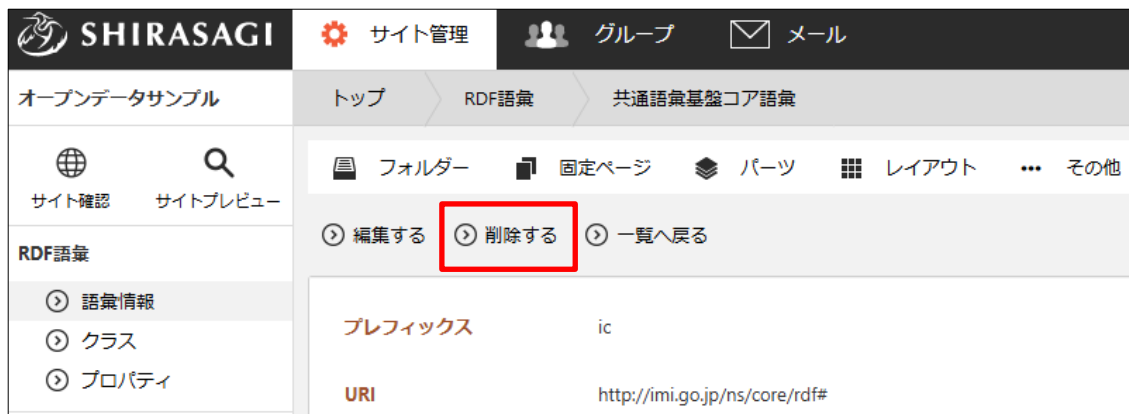 SHIRASAGI サイト管理 グループ メール
オープンデータサンプル トップ RDF語彙 共通語彙基盤コア語彙
フォルダー 固定ページ パーツ レイアウト ••• その他
サイト確認 サイトプレビュー
編集する 削除する 一覧へ戻る
RDF語彙
語彙情報
クラス
プロパティ
プレフィックス ic
URI http://imi.go.jp/ns/core/rdf#